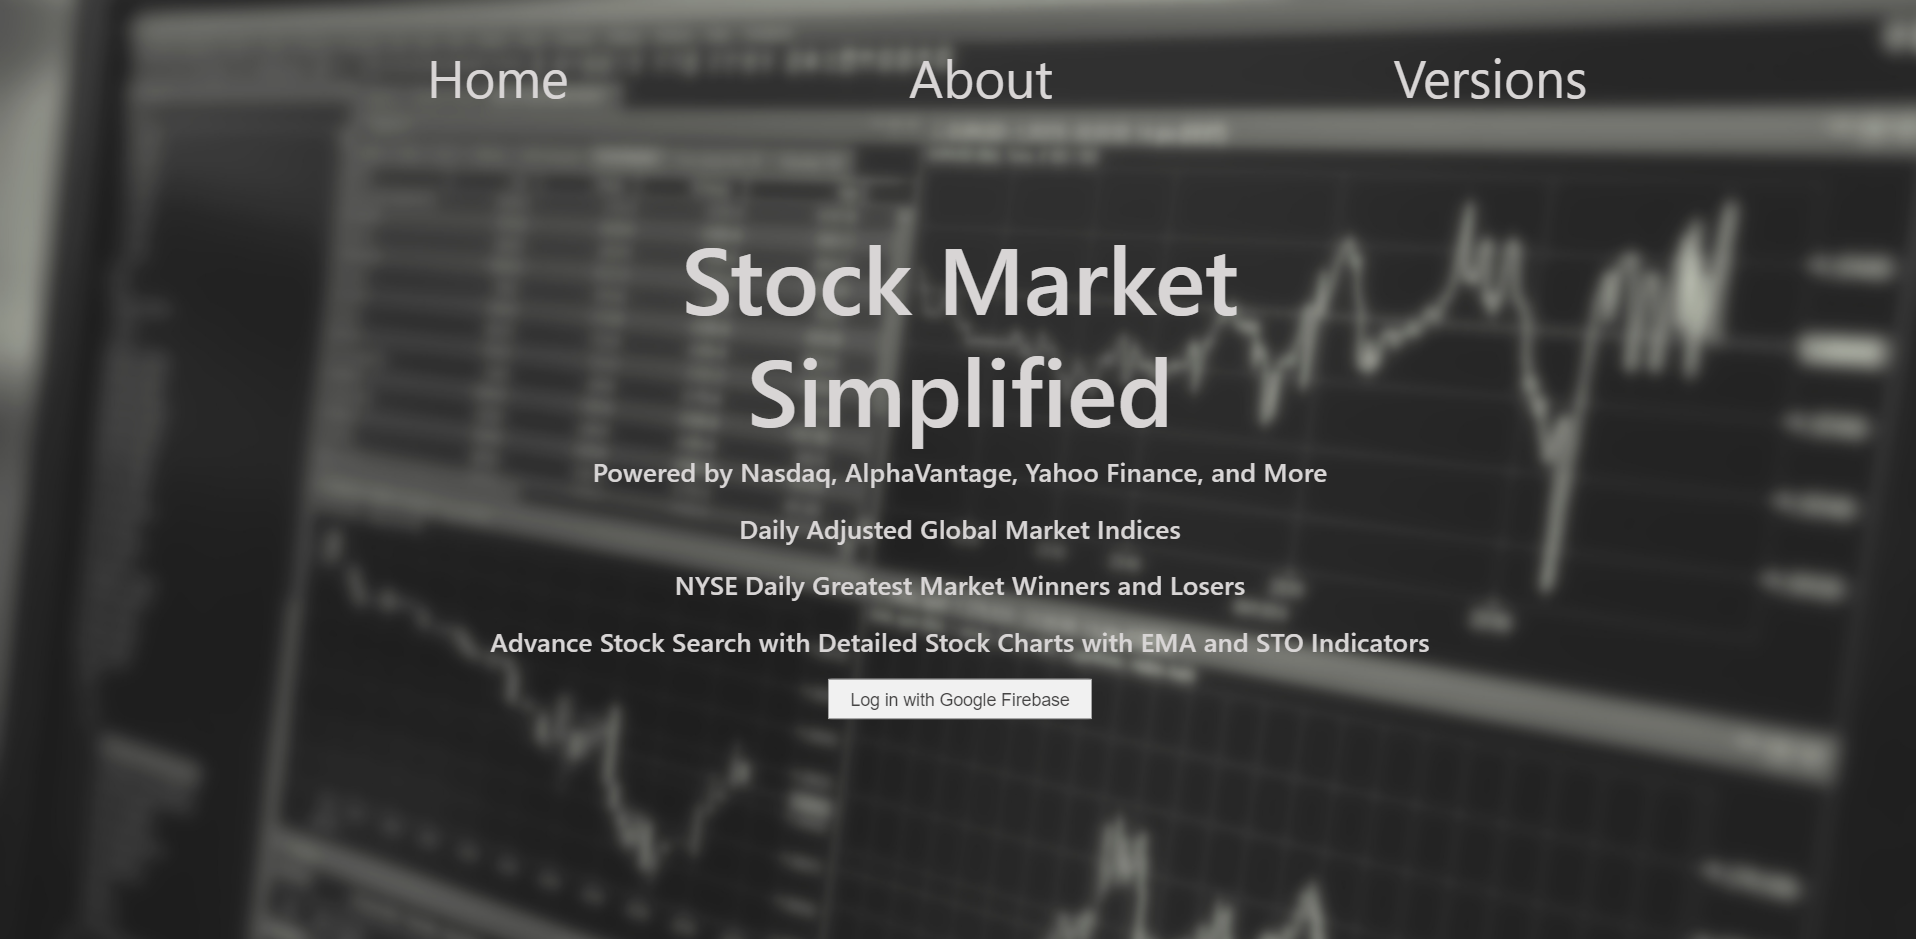 Home
About
Versions
Stock Market
Simplified
Powered by Nasdaq, AlphaVantage, Yahoo Finance, and More
Daily Adjusted Global Market Indices
NYSE Daily Greatest Market Winners and Losers
Advance Stock Search with Detailed Stock Charts with EMA and STO Indicators
Log in with Google Firebase